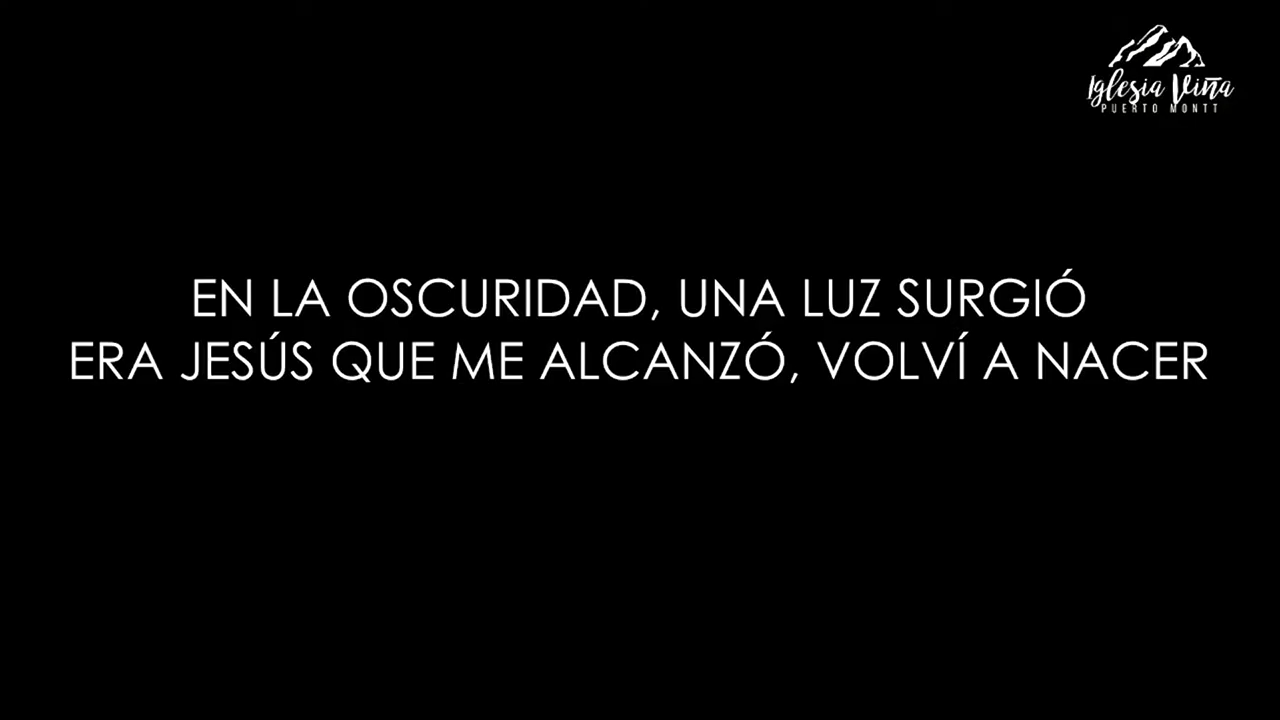 Iglesia Viña
PUERTO MONTT
EN LA OSCURIDAD, UNA LUZ SURGIÓ
ERA JESÚS QUE ME ALCANZÓ, VOLVÍ A NACER